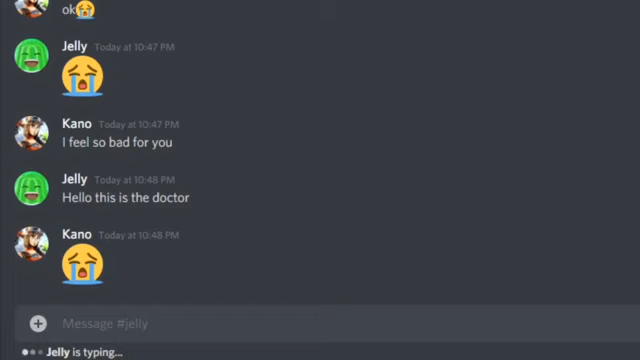 ok😭
Jelly Today at 10:47 PM
😭
Kano Today at 10:47 PM
I feel so bad for you
Jelly Today at 10:48 PM
Hello this is the doctor
Kano Today at 10:48 PM
😭
Message #jelly
Jelly is typing...